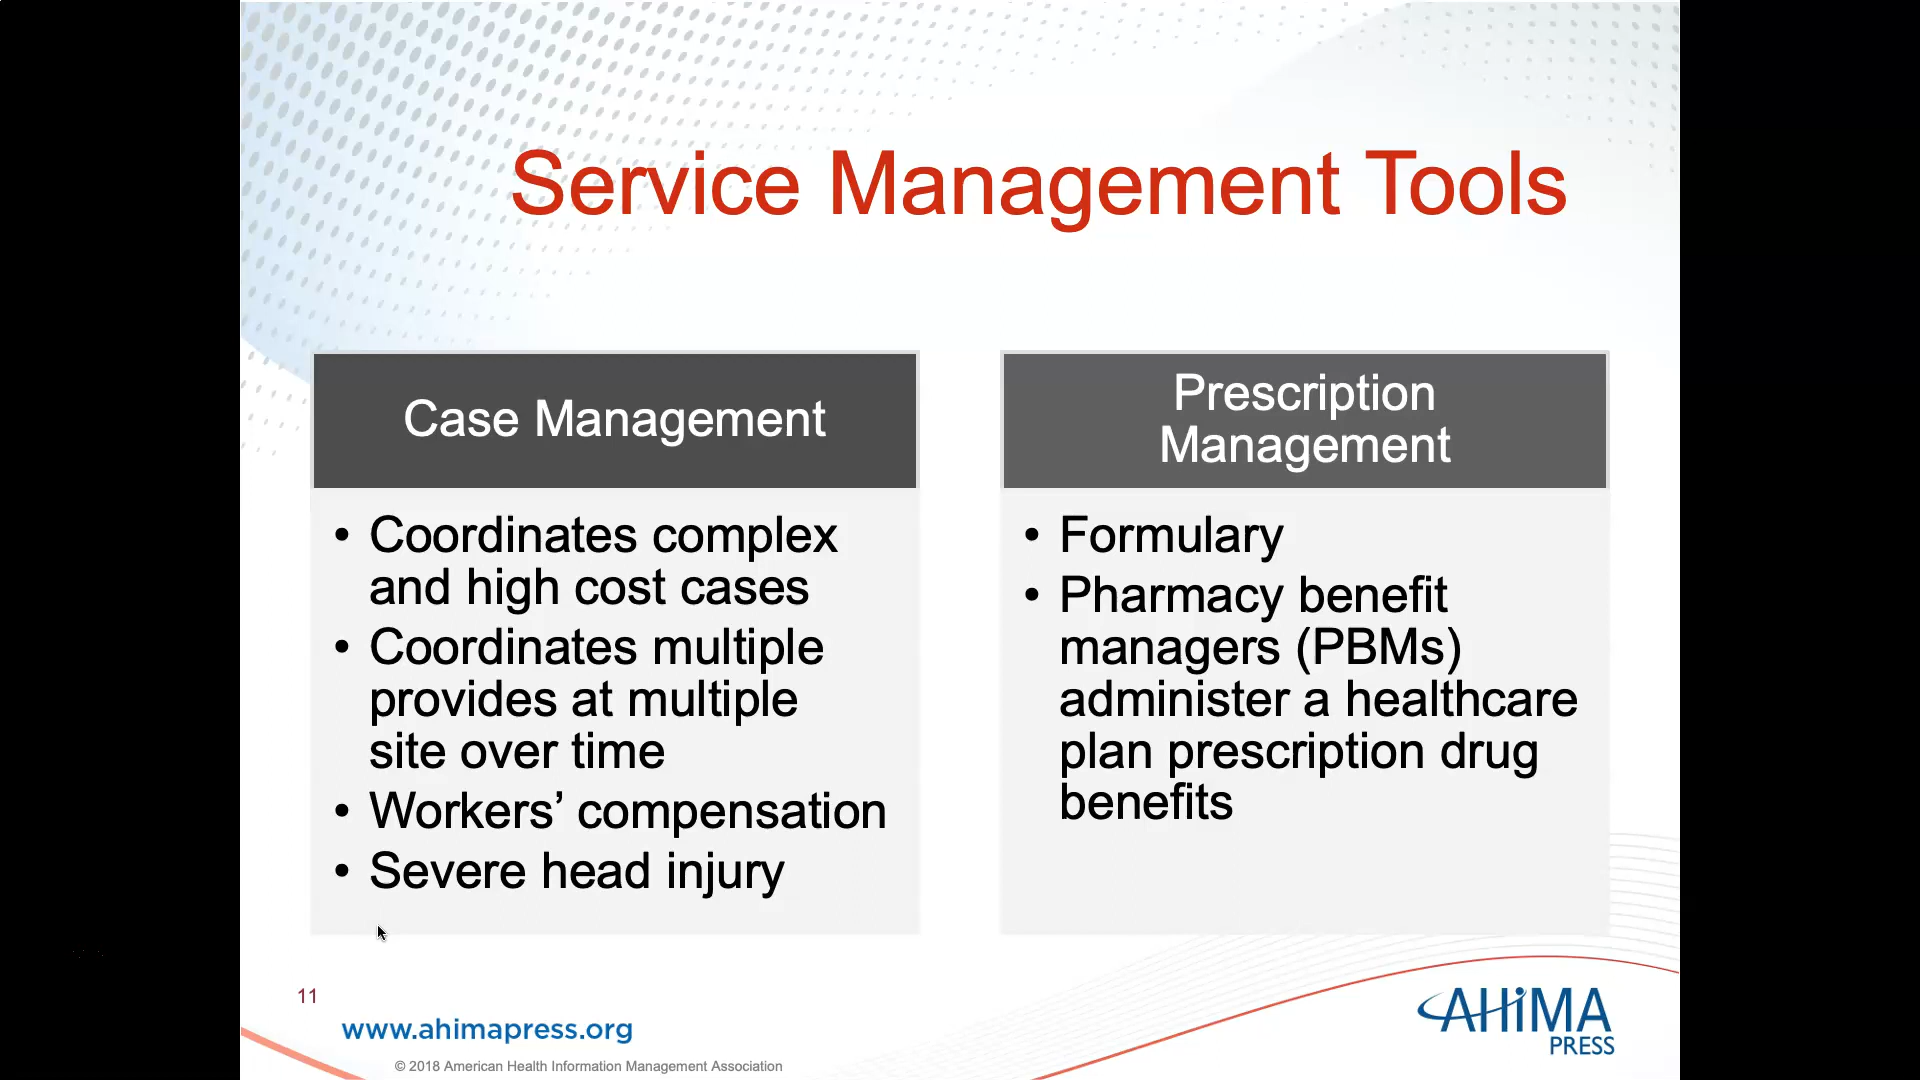 Service Management Tools
Case Management
• Coordinates complex
and high cost cases
• Coordinates multiple
provides at multiple
site over time
• Workers’ compensation
• Severe head injury
Prescription
Management
• Formulary
• Pharmacy benefit
managers (PBMs)
administer a healthcare
plan prescription drug
benefits
11
www.ahimapress.org
© 2018 American Health Information Management Association
AHiMA
PRESS